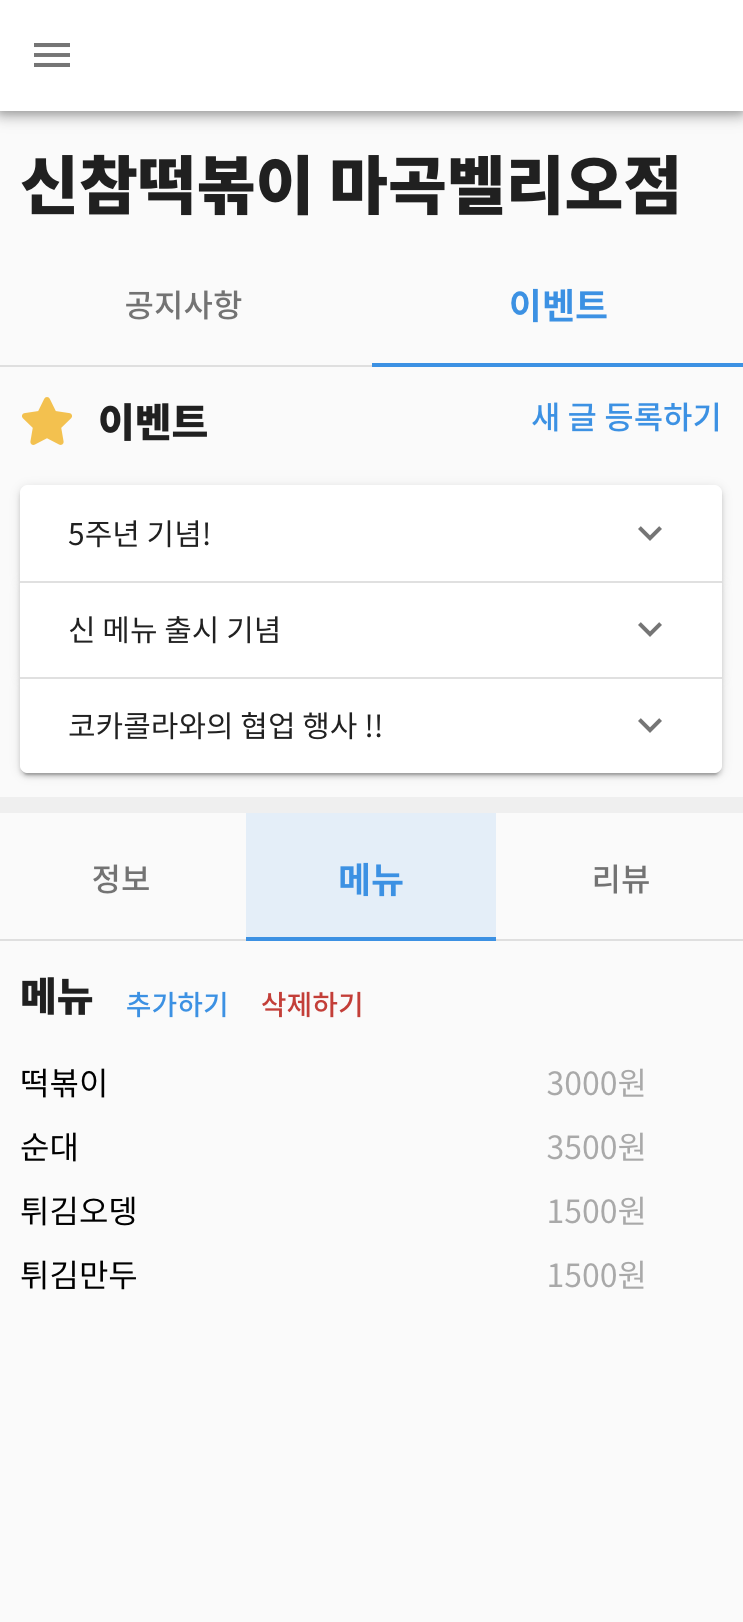 신참떡볶이 마곡벨리오점
공지사항 이벤트
이벤트 새 글 등록하기
5주년 기념!
신 메뉴 출시 기념
코카콜라와의 협업 행사 !!
정보 메뉴 리뷰
메뉴 추가하기 삭제하기
떡볶이 3000원
순대 3500원
튀김오뎅 1500원
튀김만두 1500원